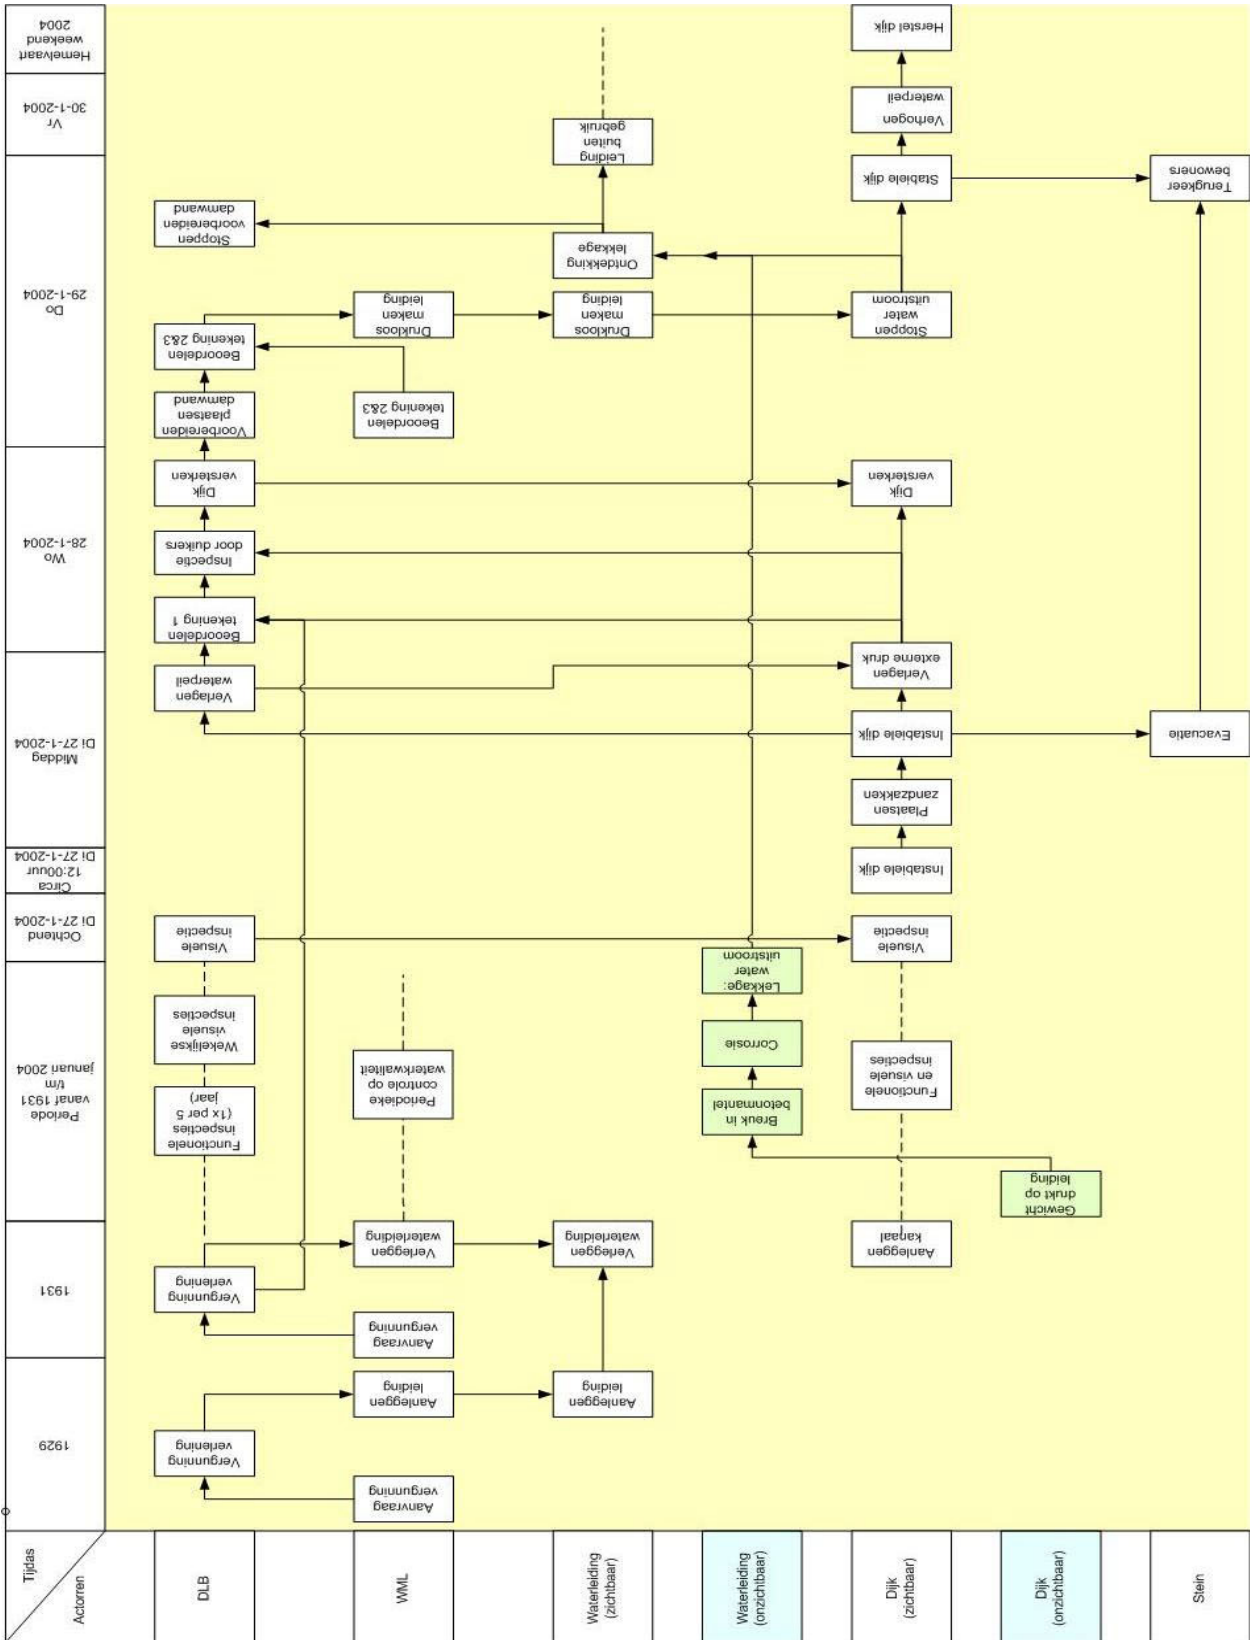 Tijdas
Actorren
DLB
WML
Waterleiding
(zichtbaar)
Waterleiding
(onzichtbaar)
Dijk
(zichtbaar)
Dijk
(onzichtbaar)
Stein
1929
Aanvraag
vergunning
Vergunning
verlening
Aanleggen
leiding
Aanleggen
leiding
1931
Aanvraag
vergunning
Vergunning
verlening
Verleggen
waterleiding
Verleggen
waterleiding
Aanleggen
kanaal
Periode
vanaf 1931
t/m
januari 2004
Functionele
inspecties
(1x per 5
jaar)
Wekelijkse
visuele
inspecties
Periodieke
controle op
waterkwaliteit
Gewicht
drukt op
leiding
Breuk in
betonmantel
Corrosie
Lekkage:
water
uitstroom
Functionele
en visuele
inspecties
Ochtend
Di 27-1-2004
Visuele
inspectie
Visuele
inspectie
Circa
12:00uur
Di 27-1-2004
Instabiele dijk
Middag
Di 27-1-2004
Plaatsen
zandzakken
Instabiele dijk
Evacuatie
Verlagen
waterpeil
Verlagen
externe druk
Wo
28-1-2004
Beoordelen
tekening 1
Inspectie
door duikers
Dijk
versterken
Dijk
versterken
Do
29-1-2004
Voorbereiden
plaatsen
damwand
Beoordelen
tekening 2&3
Beoordelen
tekening 2&3
Drukloos
maken
leiding
Drukloos
maken
leiding
Stoppen
water
uitstroom
Ontdekking
lekkage
Stoppen
voorbereiden
damwand
Stabiele dijk
Terugkeer
bewoners
Leiding
buiten
gebruik
Vr
30-1-2004
Verhogen
waterpeil
Hemelvaart
weekend
2004
Herstel dijk